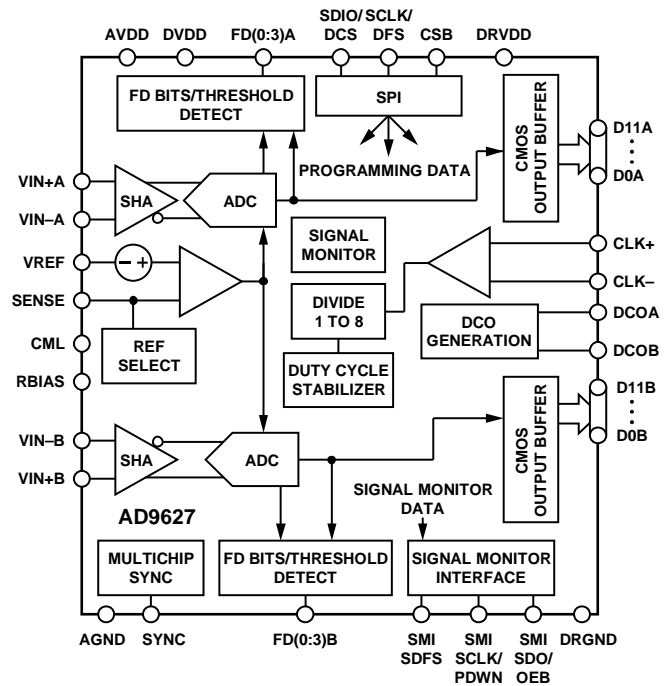 SDIO/ SCLK/
AVDD DVDD FD(0:3)A DCS DFS CSB DRVDD
FD BITS/THRESHOLD
DETECT
SPI
PROGRAMMING DATA
CMOS
OUTPUT BUFFER
D11A
D0A
VIN+A
VIN–A
SHA
ADC
VREF
SENSE
– +
REF
SELECT
SIGNAL
MONITOR
DIVIDE
1 TO 8
DUTY CYCLE
STABILIZER
CLK+
CLK–
DCO
GENERATION
DCOA
DCOB
CML
RBIAS
VIN–B
VIN+B
SHA
ADC
CMOS
OUTPUT BUFFER
D11B
D0B
AD9627
SIGNAL MONITOR
DATA
MULTICHIP
SYNC
FD BITS/THRESHOLD
DETECT
SIGNAL MONITOR
INTERFACE
AGND SYNC FD(0:3)B SMI SMI SMI DRGND
SDFS SCLK/ SDO/
PDWN OEB